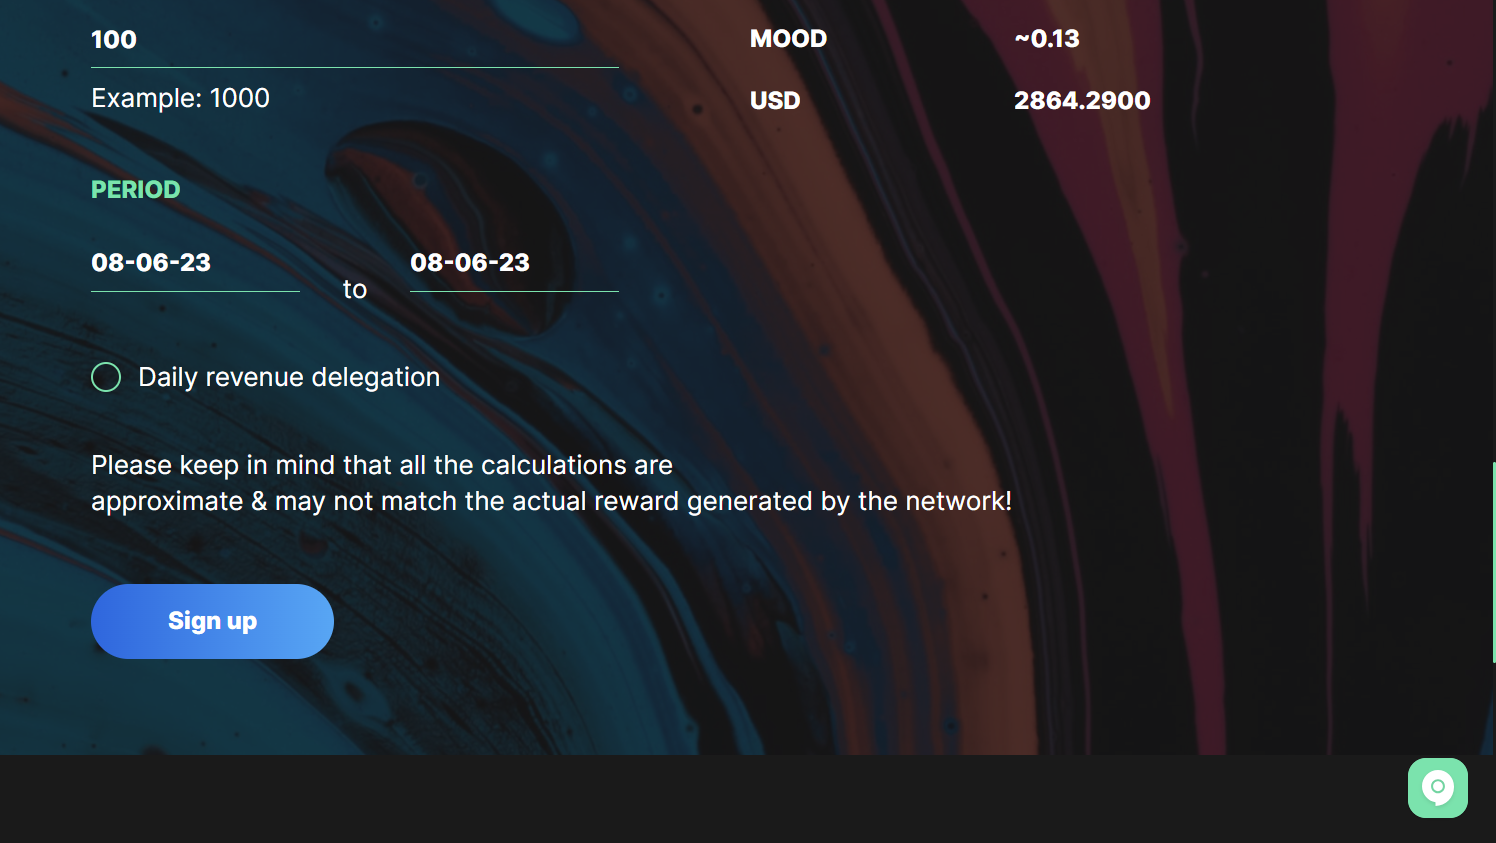 100
MOOD ~0.13
Example: 1000
USD 2864.2900
PERIOD
08-06-23 to 08-06-23
Daily revenue delegation
Please keep in mind that all the calculations are
approximate & may not match the actual reward generated by the network!
Sign up